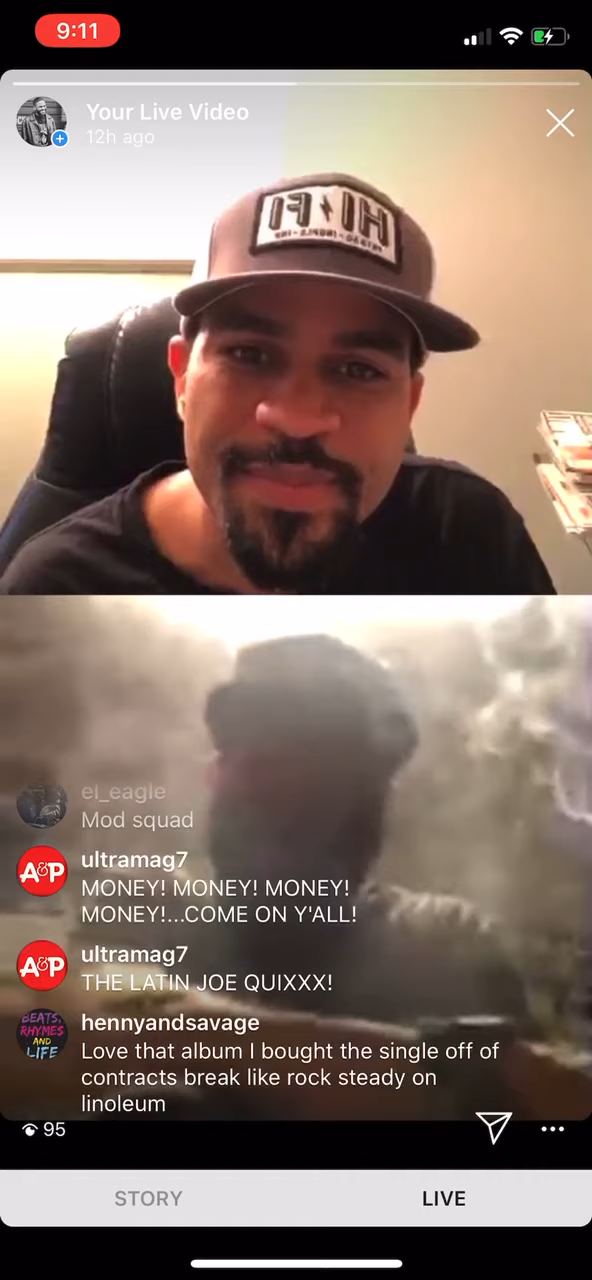 9:11
Your Live Video
12h ago
HI FI
el_eagle
Mod squad
A&P
ultramag7
MONEY! MONEY! MONEY!
MONEY!...COME ON Y'ALL!
A&P
ultramag7
THE LATIN JOE QUIXXX!
BEATS,
RHYMES
AND
LIFE
hennyandsavage
Love that album I bought the single off of
contracts break like rock steady on
linoleum
95
STORY
LIVE